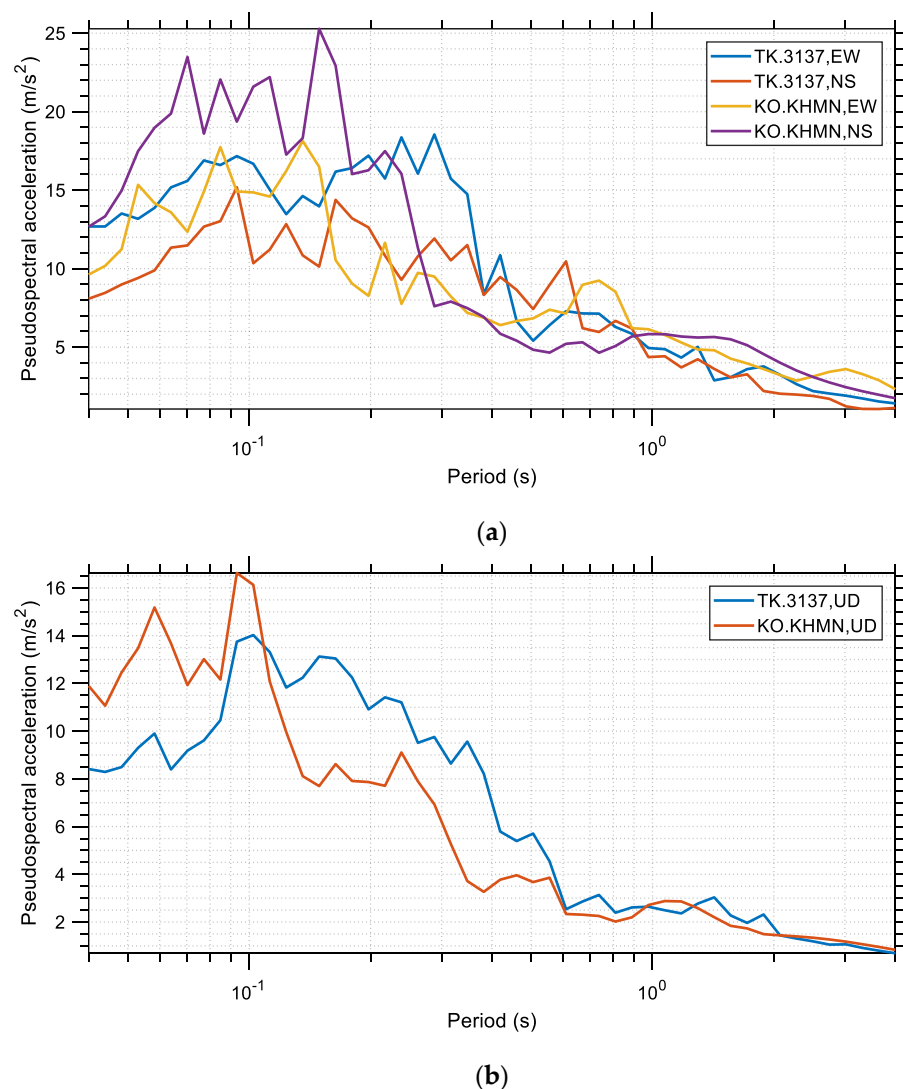 25
20
15
10
5
Pseudospectral acceleration (m/s²)
TK.3137,EW
TK.3137,NS
KO.KHMN,EW
KO.KHMN,NS
10⁻¹
10⁰
Period (s)
(a)
16
14
12
10
8
6
4
2
Pseudospectral acceleration (m/s²)
TK.3137,UD
KO.KHMN,UD
10⁻¹
10⁰
Period (s)
(b)